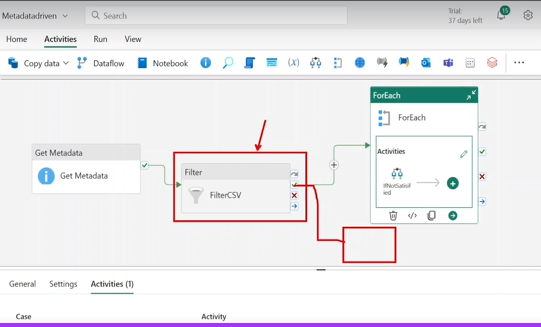 Metadatadriven
Search
Trial:
37 days left
15
Home Activities Run View
Copy data Dataflow Notebook (x)
Get Metadata
Get Metadata
Filter
FilterCSV
ForEach
ForEach
Activities
IfNotSatisf
ied
General Settings Activities (1)
Case Activity